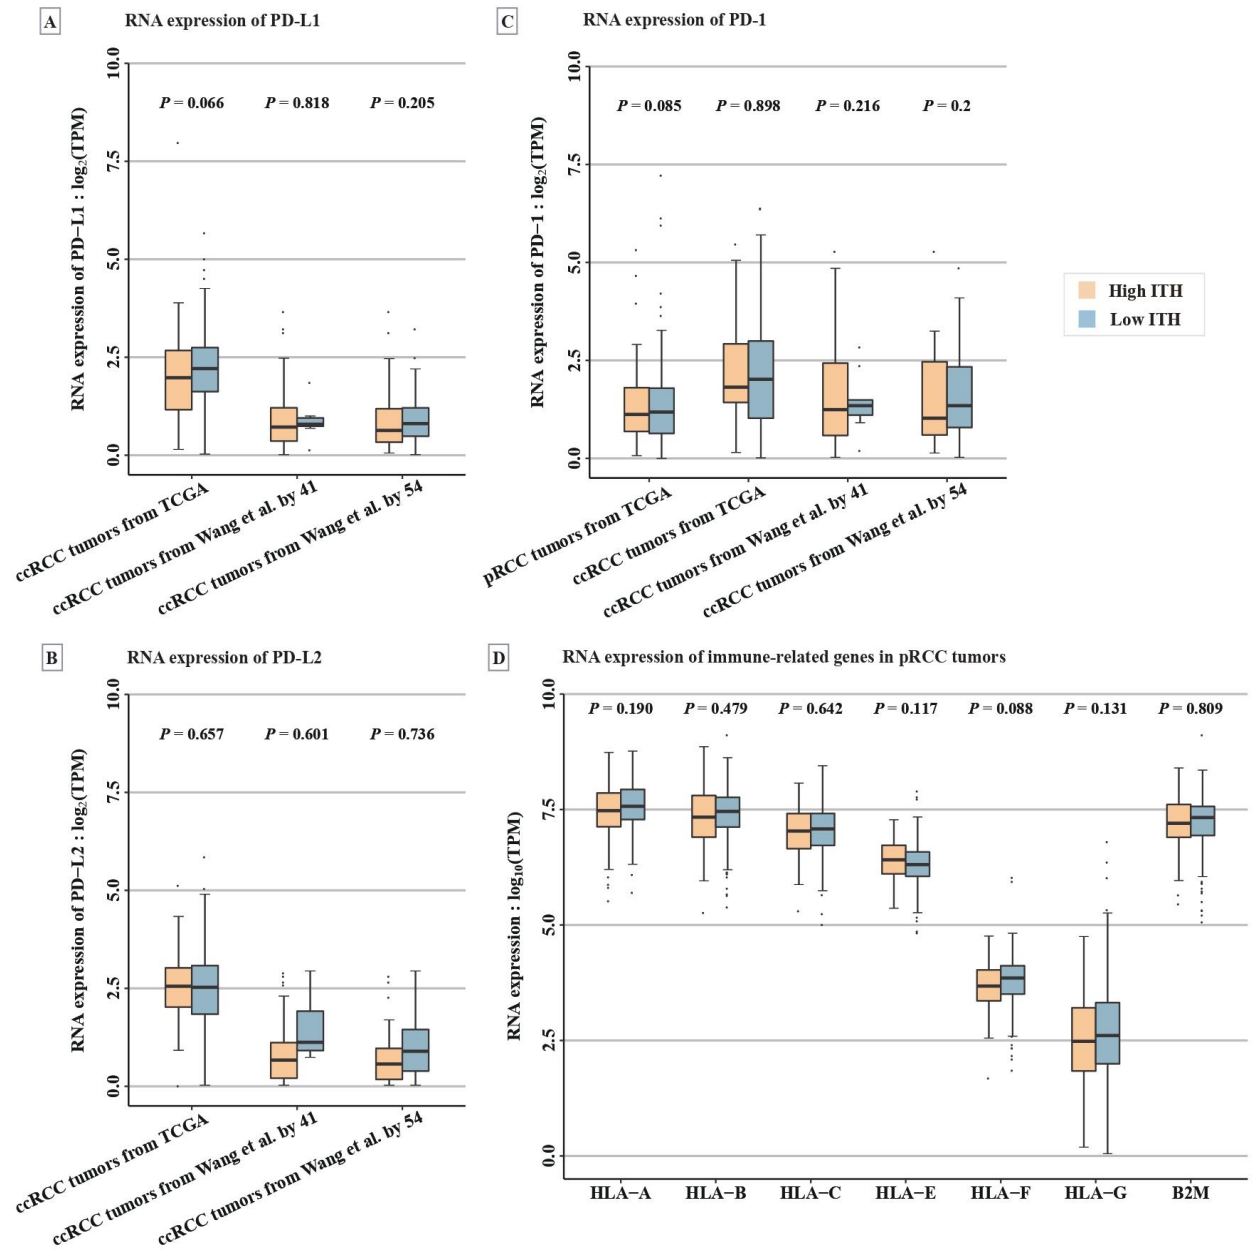 A
RNA expression of PD-L1
RNA expression of PD−L1 : log2(TPM)
10.0
7.5
5.0
2.5
0.0
P = 0.066
P = 0.818
P = 0.205
ccRCC tumors from TCGA
ccRCC tumors from Wang et al. by 41
ccRCC tumors from Wang et al. by 54
C
RNA expression of PD-1
RNA expression of PD−1 : log2(TPM)
10.0
7.5
5.0
2.5
0.0
P = 0.085
P = 0.898
P = 0.216
P = 0.2
pRCC tumors from TCGA
ccRCC tumors from TCGA
ccRCC tumors from Wang et al. by 41
ccRCC tumors from Wang et al. by 54
High ITH
Low ITH
B
RNA expression of PD-L2
RNA expression of PD−L2 : log2(TPM)
10.0
7.5
5.0
2.5
0.0
P = 0.657
P = 0.601
P = 0.736
ccRCC tumors from TCGA
ccRCC tumors from Wang et al. by 41
ccRCC tumors from Wang et al. by 54
D
RNA expression of immune-related genes in pRCC tumors
RNA expression : log10(TPM)
10.0
7.5
5.0
2.5
0.0
P = 0.190
P = 0.479
P = 0.642
P = 0.117
P = 0.088
P = 0.131
P = 0.809
HLA−A
HLA−B
HLA−C
HLA−E
HLA−F
HLA−G
B2M